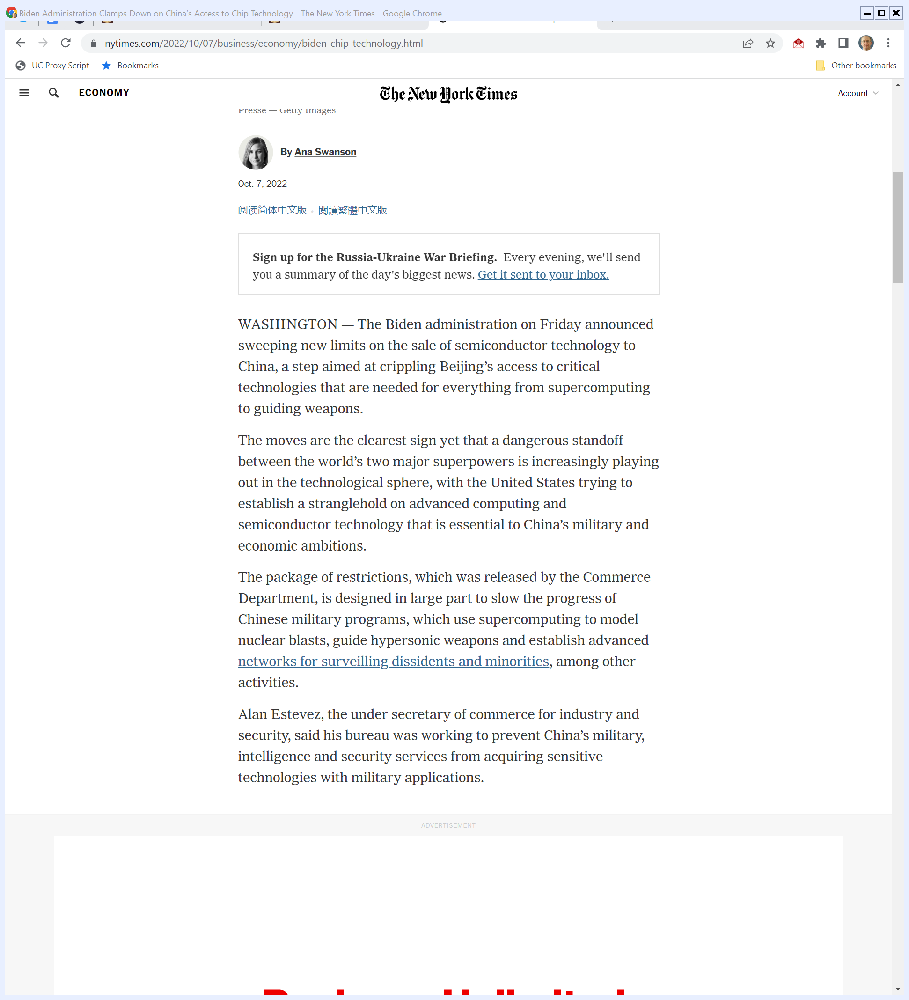 Biden Administration Clamps Down on China's Access to Chip Technology - The New York Times - Google Chrome
nytimes.com/2022/10/07/business/economy/biden-chip-technology.html
UC Proxy Script Bookmarks Other bookmarks
ECONOMY The New York Times Account
Presse — Getty Images
By Ana Swanson
Oct. 7, 2022
阅读简体中文版 • 閱讀繁體中文版
Sign up for the Russia-Ukraine War Briefing. Every evening, we'll send
you a summary of the day's biggest news. Get it sent to your inbox.
WASHINGTON — The Biden administration on Friday announced
sweeping new limits on the sale of semiconductor technology to
China, a step aimed at crippling Beijing’s access to critical
technologies that are needed for everything from supercomputing
to guiding weapons.
The moves are the clearest sign yet that a dangerous standoff
between the world’s two major superpowers is increasingly playing
out in the technological sphere, with the United States trying to
establish a stranglehold on advanced computing and
semiconductor technology that is essential to China’s military and
economic ambitions.
The package of restrictions, which was released by the Commerce
Department, is designed in large part to slow the progress of
Chinese military programs, which use supercomputing to model
nuclear blasts, guide hypersonic weapons and establish advanced
networks for surveilling dissidents and minorities, among other
activities.
Alan Estevez, the under secretary of commerce for industry and
security, said his bureau was working to prevent China’s military,
intelligence and security services from acquiring sensitive
technologies with military applications.
ADVERTISEMENT